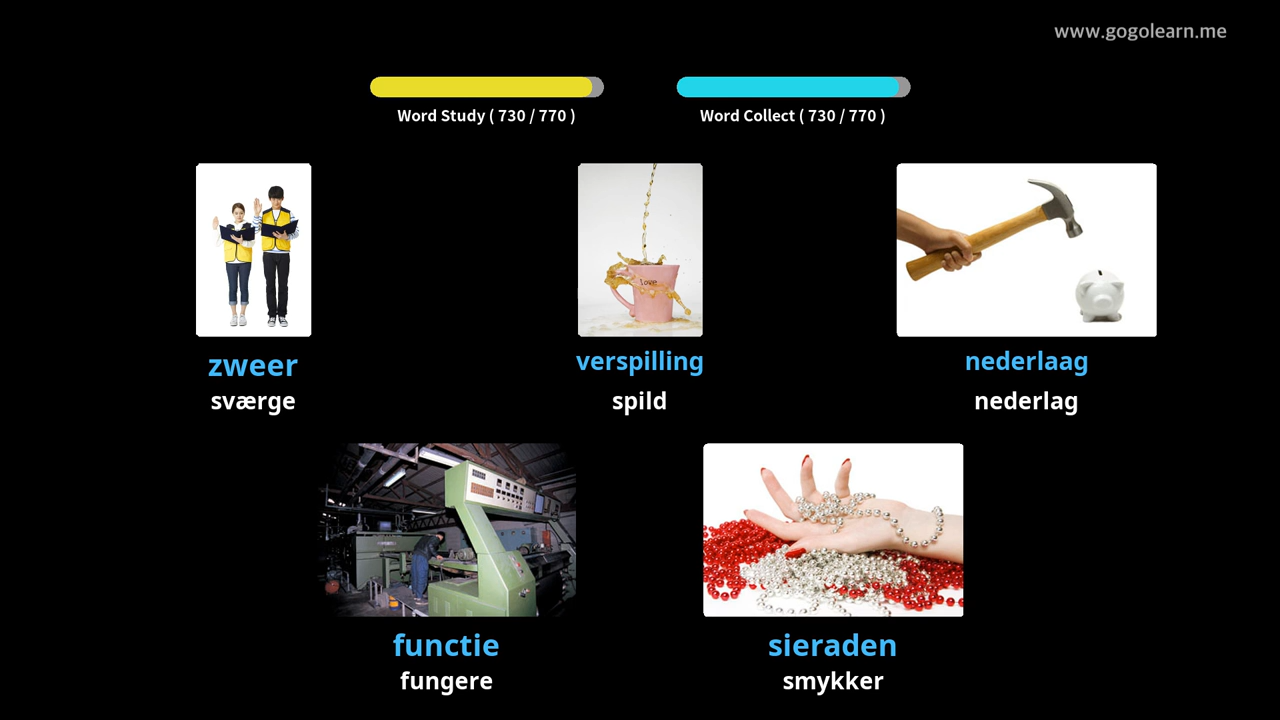 www.gogolearn.me
Word Study ( 730 / 770 )
Word Collect ( 730 / 770 )
love
zweer
sværge
verspilling
spild
nederlaag
nederlag
functie
fungere
sieraden
smykker